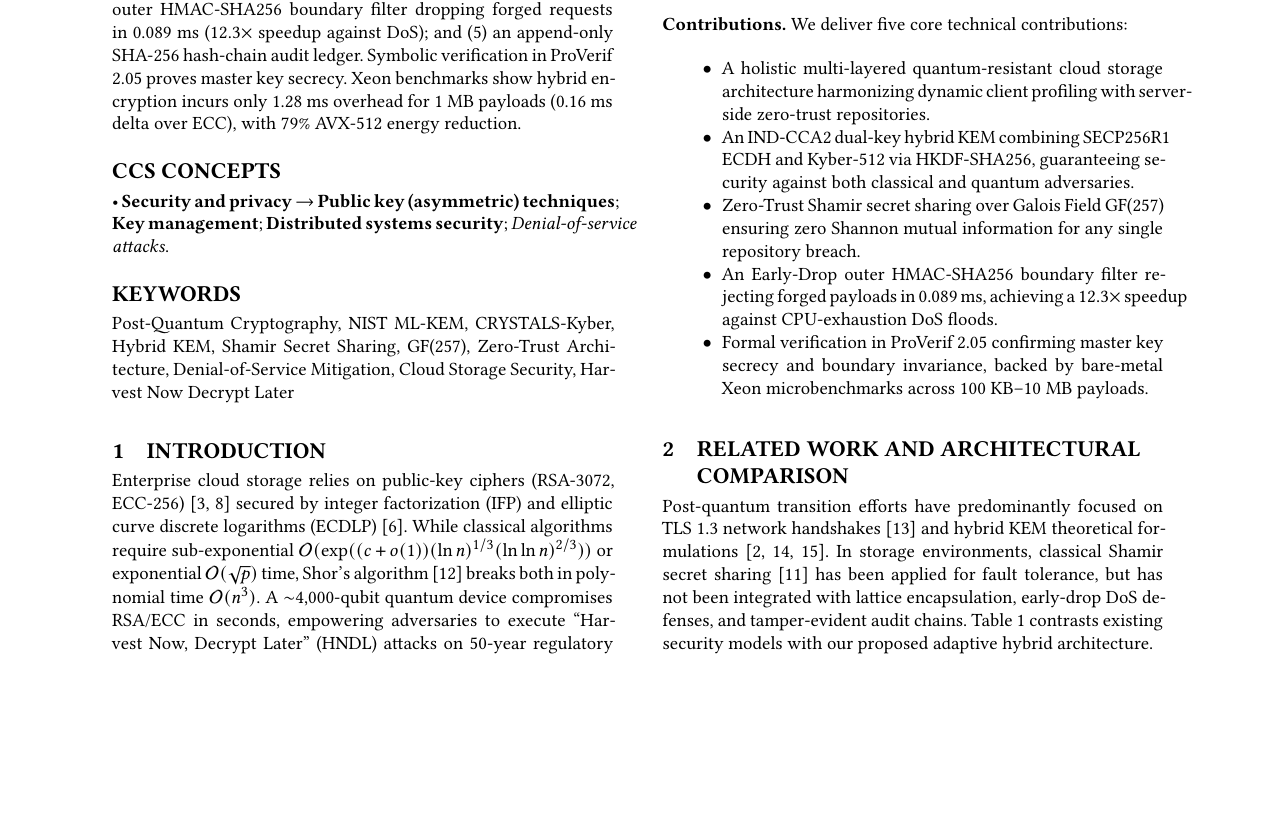 outer HMAC-SHA256 boundary filter dropping forged requests
in 0.089 ms (12.3× speedup against DoS); and (5) an append-only
SHA-256 hash-chain audit ledger. Symbolic verification in ProVerif
2.05 proves master key secrecy. Xeon benchmarks show hybrid en-
cryption incurs only 1.28 ms overhead for 1 MB payloads (0.16 ms
delta over ECC), with 79% AVX-512 energy reduction.
CCS CONCEPTS
• Security and privacy → Public key (asymmetric) techniques;
Key management; Distributed systems security; Denial-of-service
attacks.
KEYWORDS
Post-Quantum Cryptography, NIST ML-KEM, CRYSTALS-Kyber,
Hybrid KEM, Shamir Secret Sharing, GF(257), Zero-Trust Archi-
tecture, Denial-of-Service Mitigation, Cloud Storage Security, Har-
vest Now Decrypt Later
1 INTRODUCTION
Enterprise cloud storage relies on public-key ciphers (RSA-3072,
ECC-256) [3, 8] secured by integer factorization (IFP) and elliptic
curve discrete logarithms (ECDLP) [6]. While classical algorithms
require sub-exponential O(exp((c + o(1))(ln n)^{1/3}(ln ln n)^{2/3})) or
exponential O(√p) time, Shor's algorithm [12] breaks both in poly-
nomial time O(n³). A ~4,000-qubit quantum device compromises
RSA/ECC in seconds, empowering adversaries to execute “Har-
vest Now, Decrypt Later” (HNDL) attacks on 50-year regulatory
Contributions. We deliver five core technical contributions:
• A holistic multi-layered quantum-resistant cloud storage
architecture harmonizing dynamic client profiling with server-
side zero-trust repositories.
• An IND-CCA2 dual-key hybrid KEM combining SECP256R1
ECDH and Kyber-512 via HKDF-SHA256, guaranteeing se-
curity against both classical and quantum adversaries.
• Zero-Trust Shamir secret sharing over Galois Field GF(257)
ensuring zero Shannon mutual information for any single
repository breach.
• An Early-Drop outer HMAC-SHA256 boundary filter re-
jecting forged payloads in 0.089 ms, achieving a 12.3× speedup
against CPU-exhaustion DoS floods.
• Formal verification in ProVerif 2.05 confirming master key
secrecy and boundary invariance, backed by bare-metal
Xeon microbenchmarks across 100 KB–10 MB payloads.
2 RELATED WORK AND ARCHITECTURAL
COMPARISON
Post-quantum transition efforts have predominantly focused on
TLS 1.3 network handshakes [13] and hybrid KEM theoretical for-
mulations [2, 14, 15]. In storage environments, classical Shamir
secret sharing [11] has been applied for fault tolerance, but has
not been integrated with lattice encapsulation, early-drop DoS de-
fenses, and tamper-evident audit chains. Table 1 contrasts existing
security models with our proposed adaptive hybrid architecture.